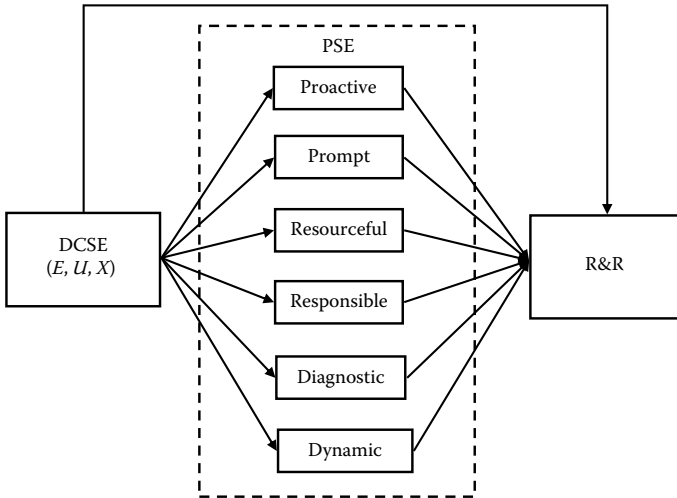 PSE
Proactive
Prompt
Resourceful
Responsible
Diagnostic
Dynamic
DCSE
(E, U, X)
R&R